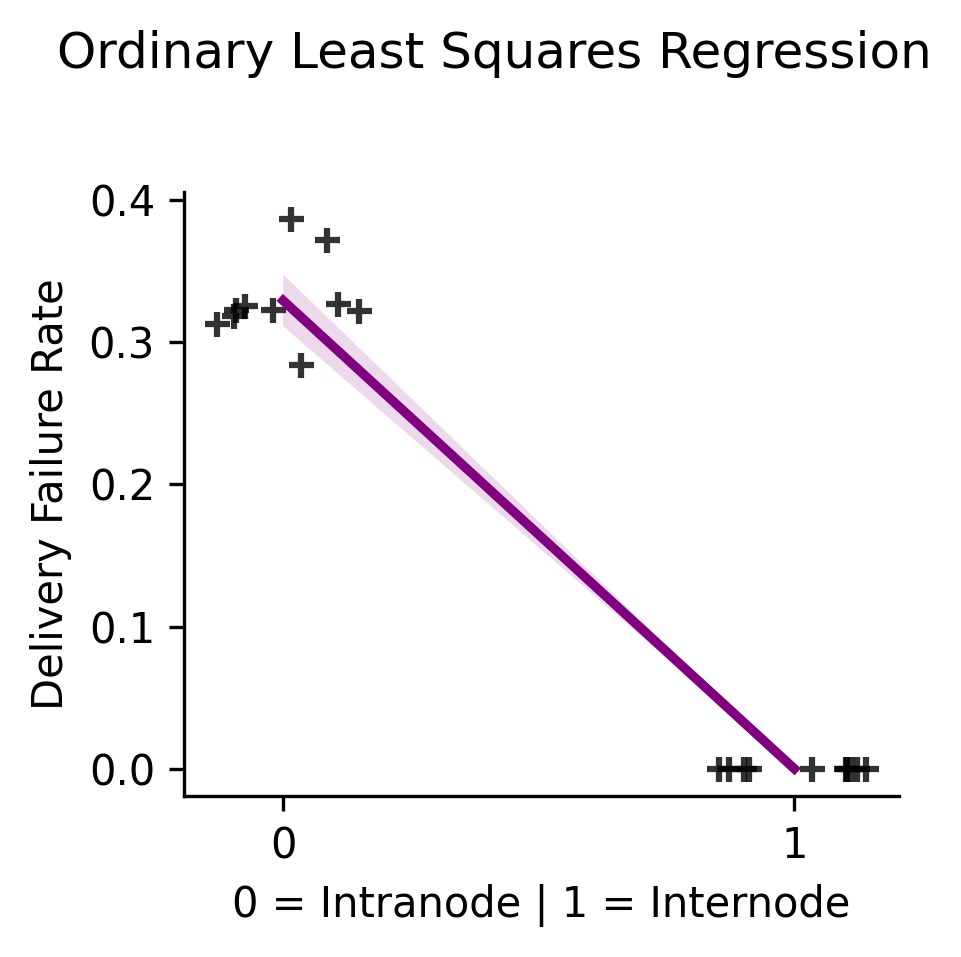 Ordinary Least Squares Regression
Delivery Failure Rate
0.4
0.3
0.2
0.1
0.0
0 1
0 = Intranode | 1 = Internode